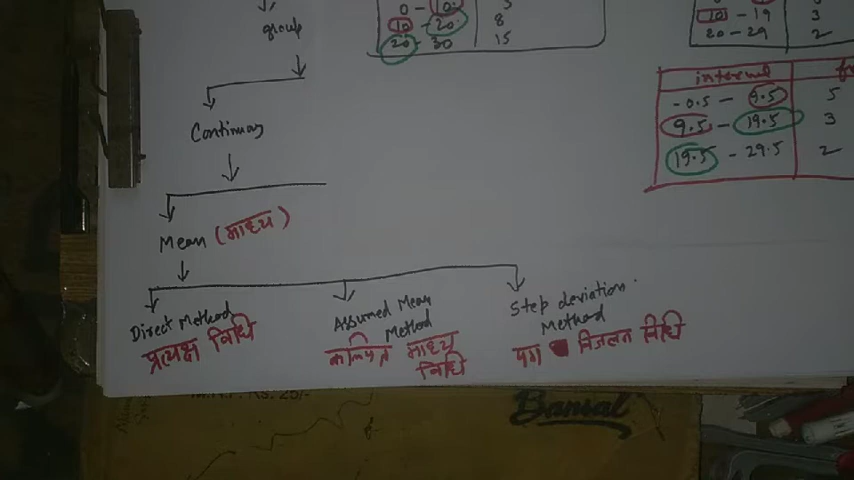 group
0 - 10
10 - 20 8
20 - 30 15
10 - 19 3
20 - 29 2
interval
-0.5 - 9.5 5
9.5 - 19.5 3
19.5 - 29.5 2
Continuas
Mean (माध्य)
Direct Method
प्रत्यक्ष विधि
Assumed Mean
Method
कल्पित माध्य
विधि
Step deviation
Method
पग विचलन विधि
Bansal